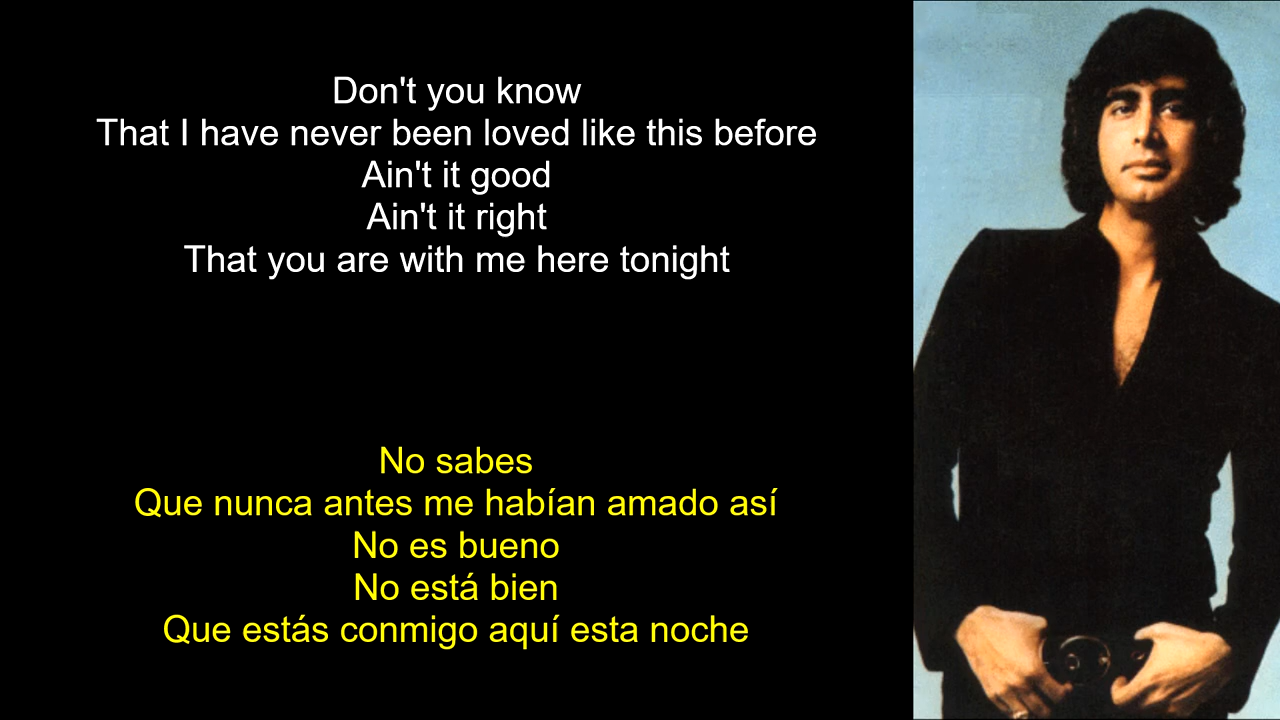 Don't you know
That I have never been loved like this before
Ain't it good
Ain't it right
That you are with me here tonight
No sabes
Que nunca antes me habían amado así
No es bueno
No está bien
Que estás conmigo aquí esta noche